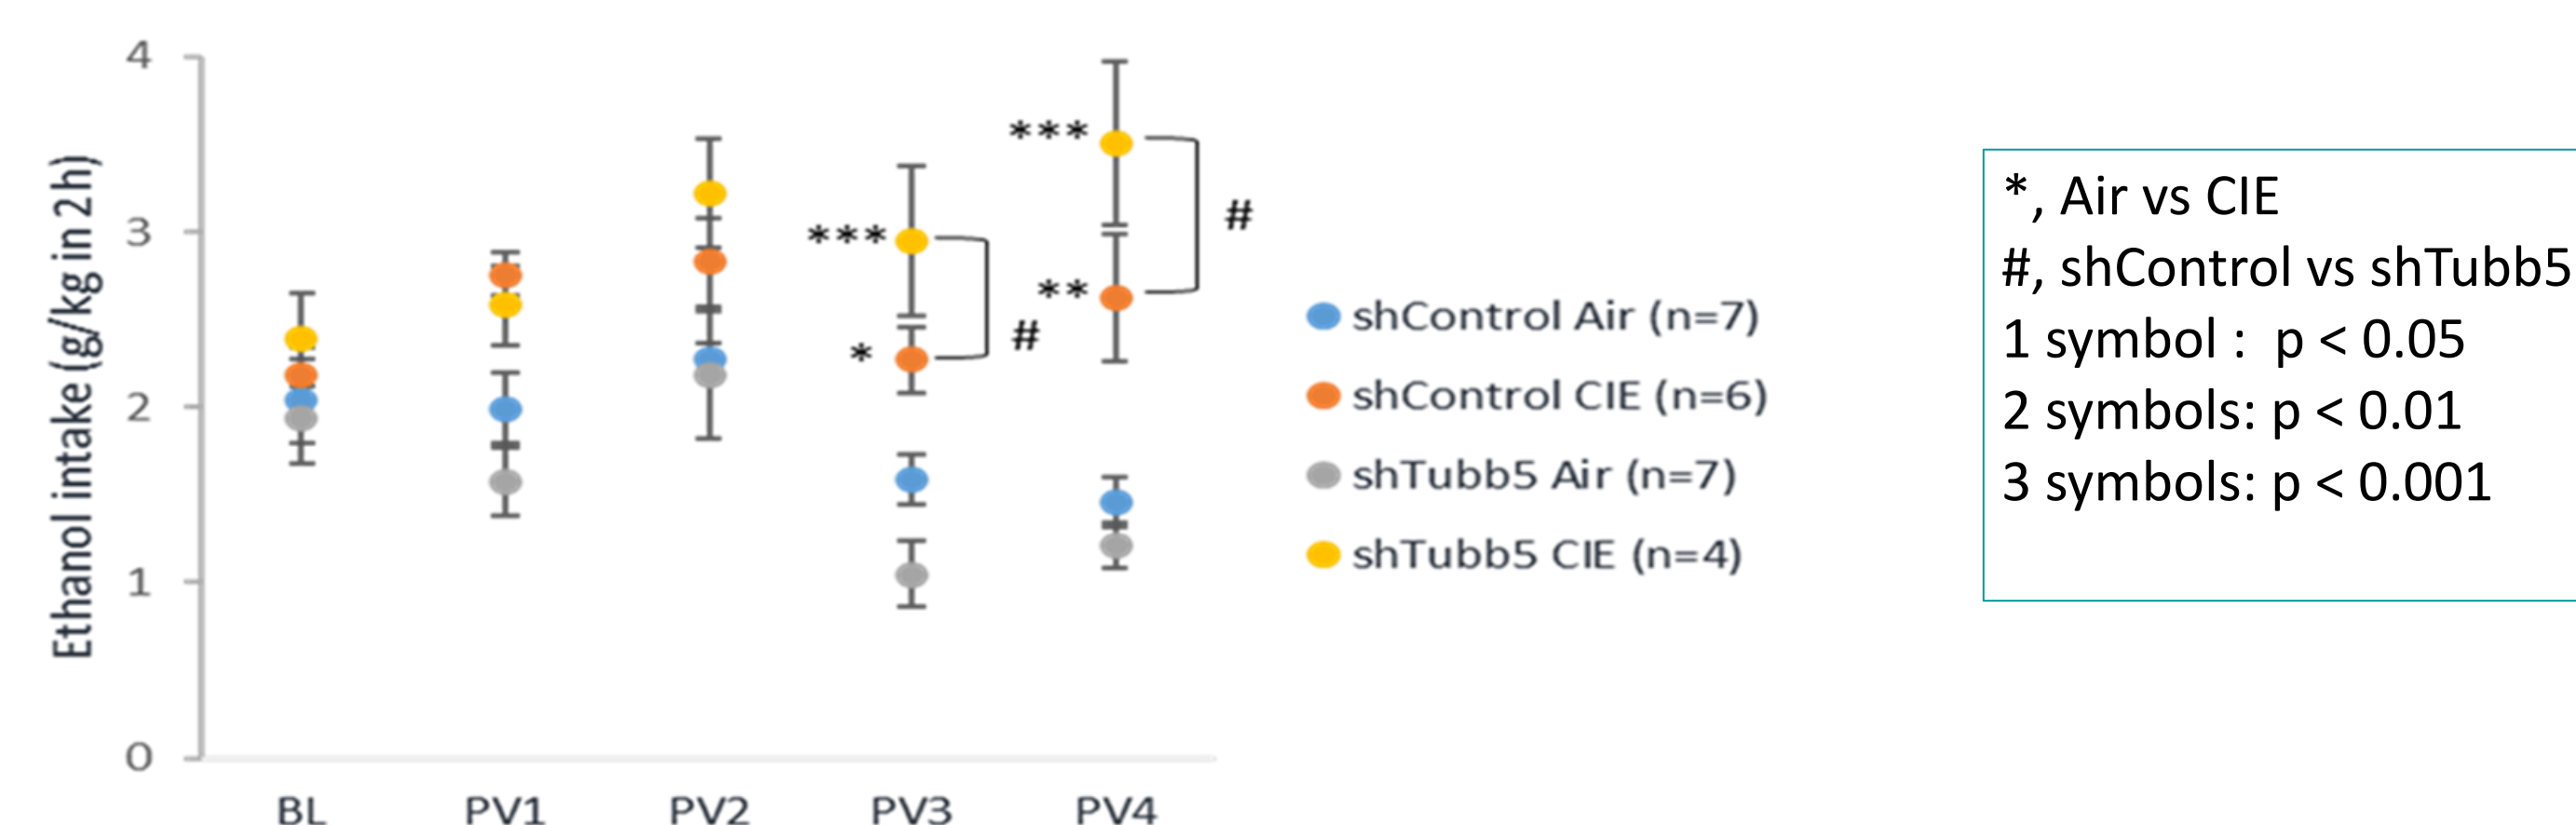 Ethanol intake (g/kg in 2h)
4
3
2
1
0
BL PV1 PV2 PV3 PV4
***
*
#
***
**
#
shControl Air (n=7)
shControl CIE (n=6)
shTubb5 Air (n=7)
shTubb5 CIE (n=4)
*, Air vs CIE
#, shControl vs shTubb5
1 symbol : p < 0.05
2 symbols: p < 0.01
3 symbols: p < 0.001